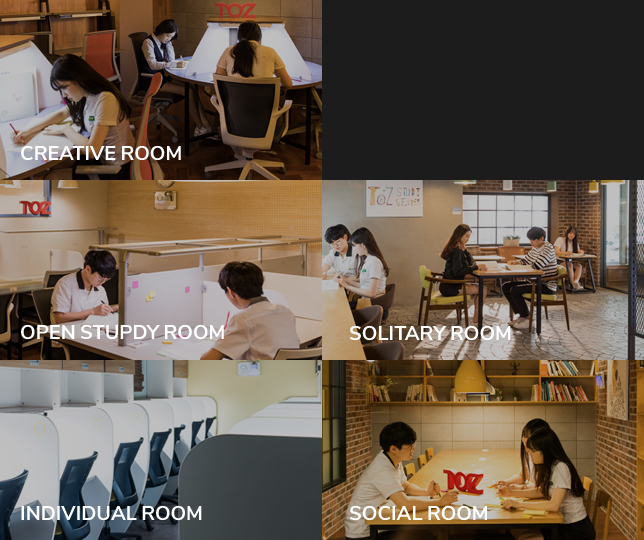 TOZ
CREATIVE ROOM
TOZ
OPEN STUPDY ROOM
TOZ STUDY CENTER
SOLITARY ROOM
INDIVIDUAL ROOM
TOZ
SOCIAL ROOM